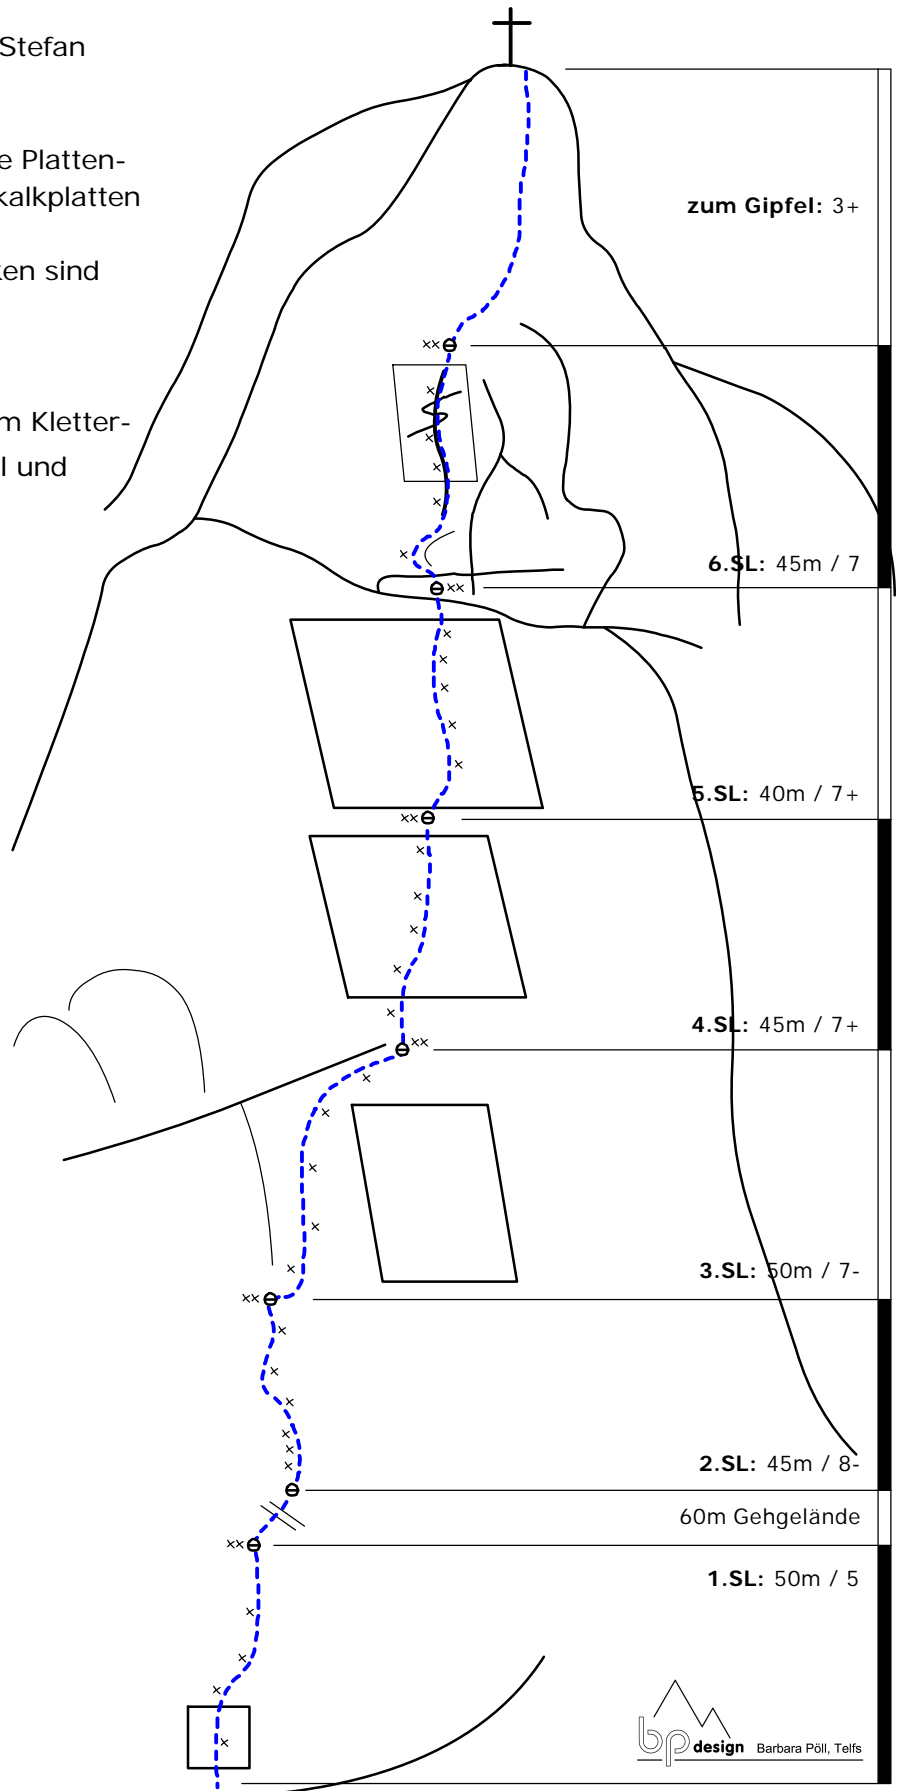 Stefan
e Platten-
kalkplatten
ken sind
m Kletter-
l und
zum Gipfel: 3+
6.SL: 45m / 7
5.SL: 40m / 7+
4.SL: 45m / 7+
3.SL: 50m / 7-
2.SL: 45m / 8-
60m Gehgelände
1.SL: 50m / 5
bp design Barbara Pöll, Telfs